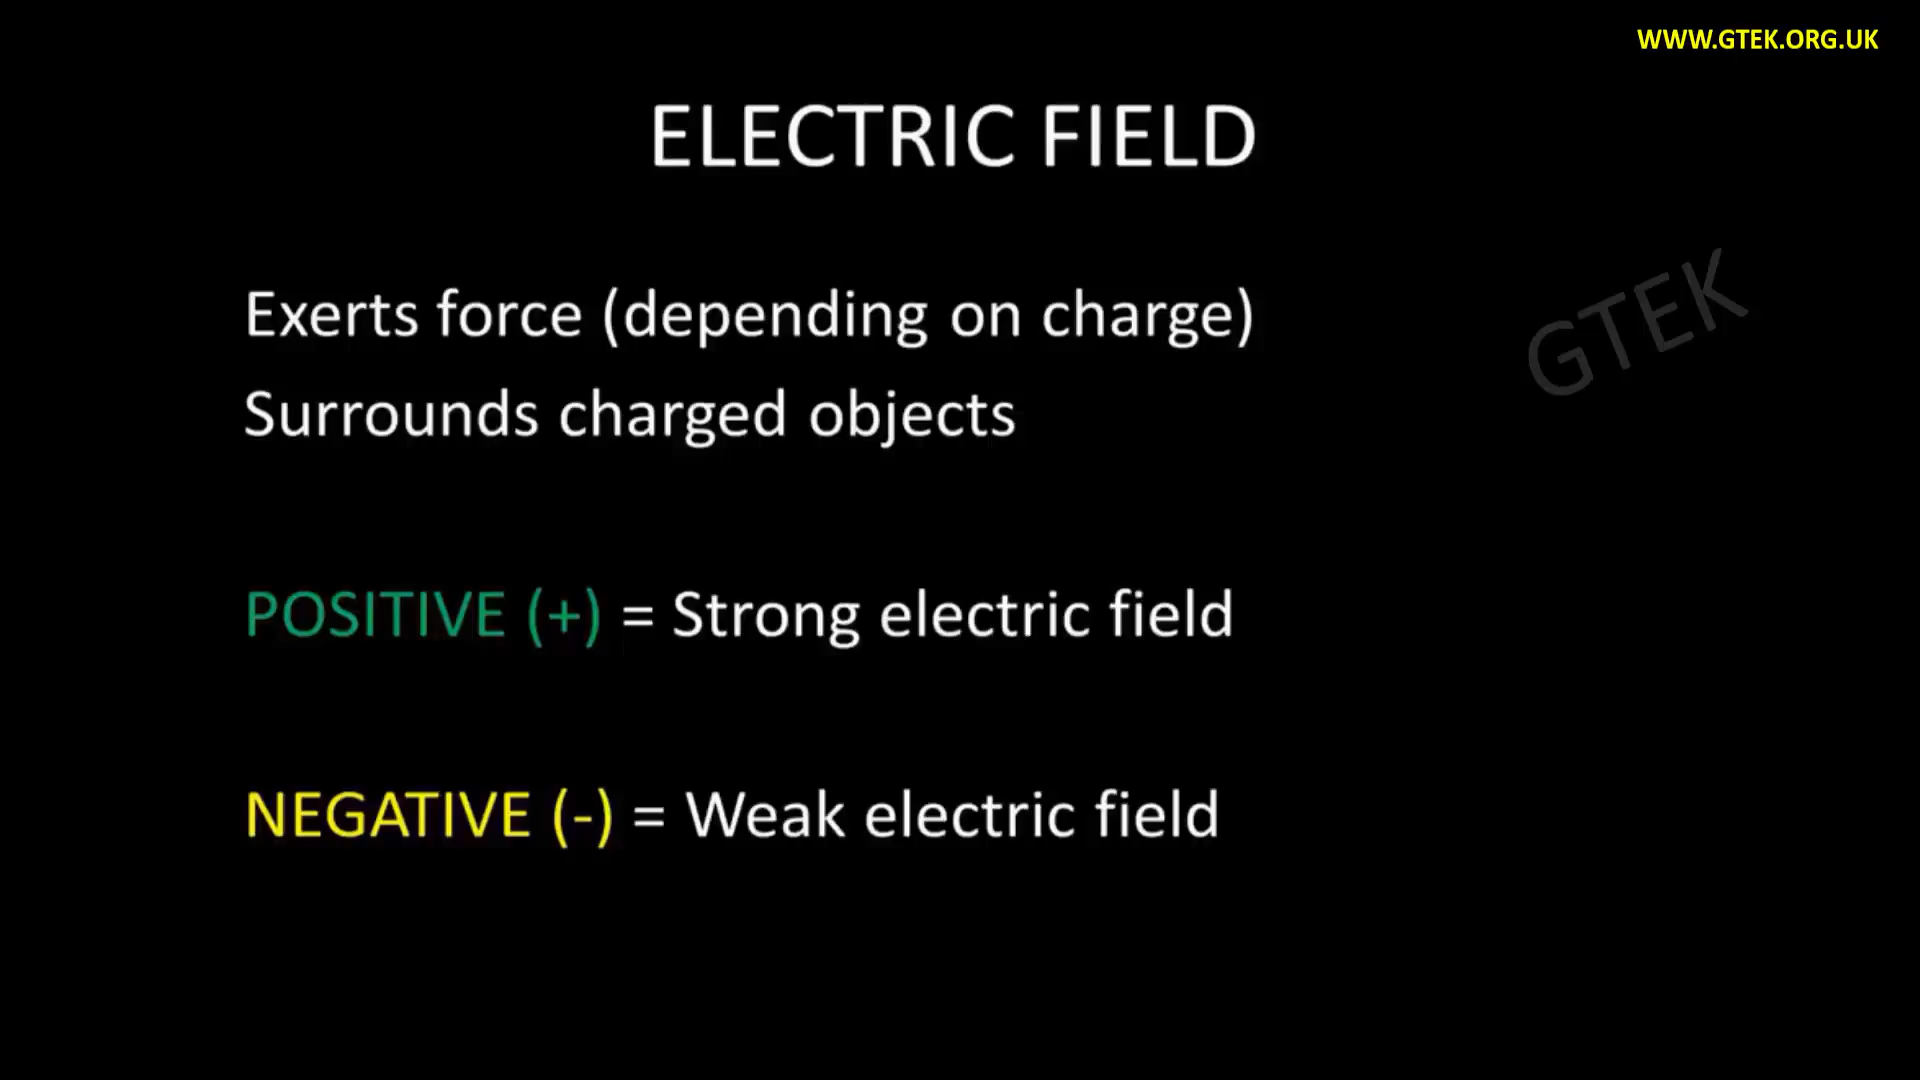 WWW.GTEK.ORG.UK
ELECTRIC FIELD
Exerts force (depending on charge)
GTEK
Surrounds charged objects
POSITIVE (+) = Strong electric field
NEGATIVE (-) = Weak electric field